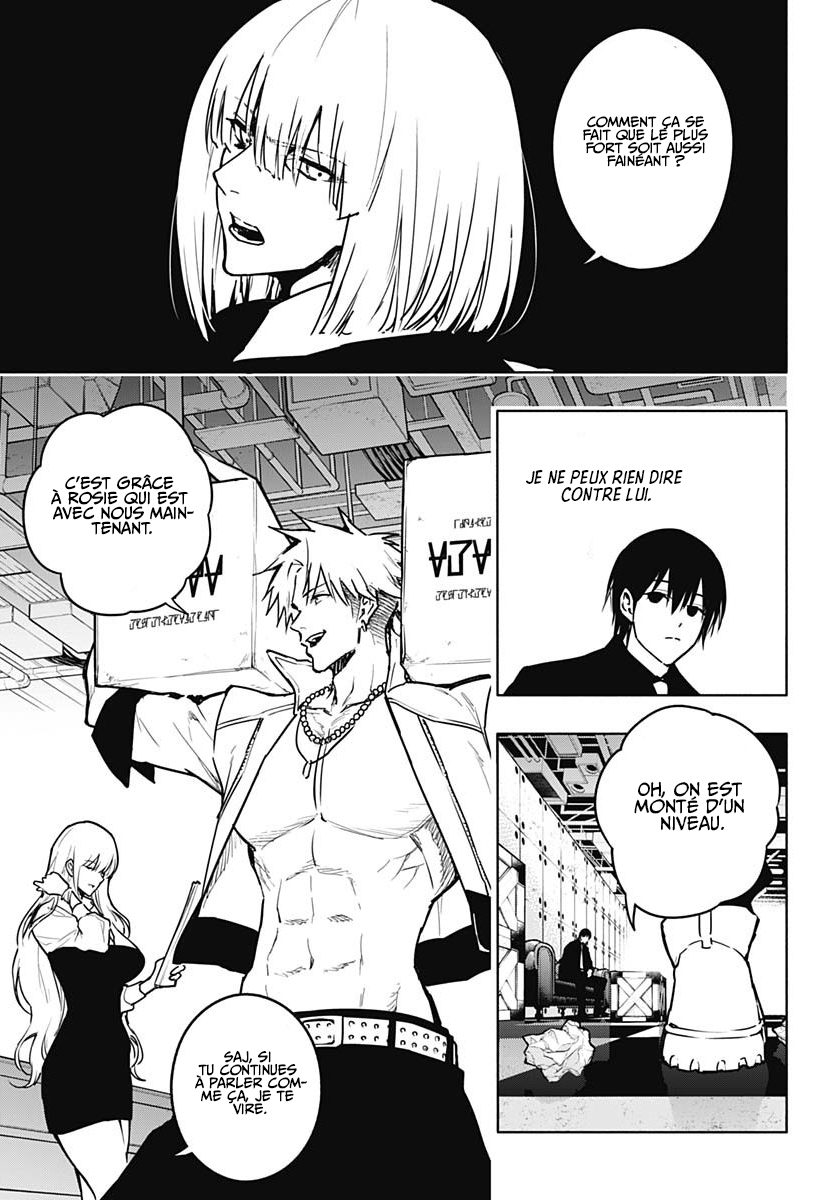 COMMENT ÇA SE
FAIT QUE LE PLUS
FORT SOIT AUSSI
FAINÉANT ?
JE NE PEUX RIEN DIRE
CONTRE LUI.
C'EST GRÂCE
À ROSIE QUI EST
AVEC NOUS MAIN-
TENANT.
OH, ON EST
MONTÉ D'UN
NIVEAU.
SAJ, SI
TU CONTINUES
À PARLER COM-
ME ÇA, JE TE
VIRE.